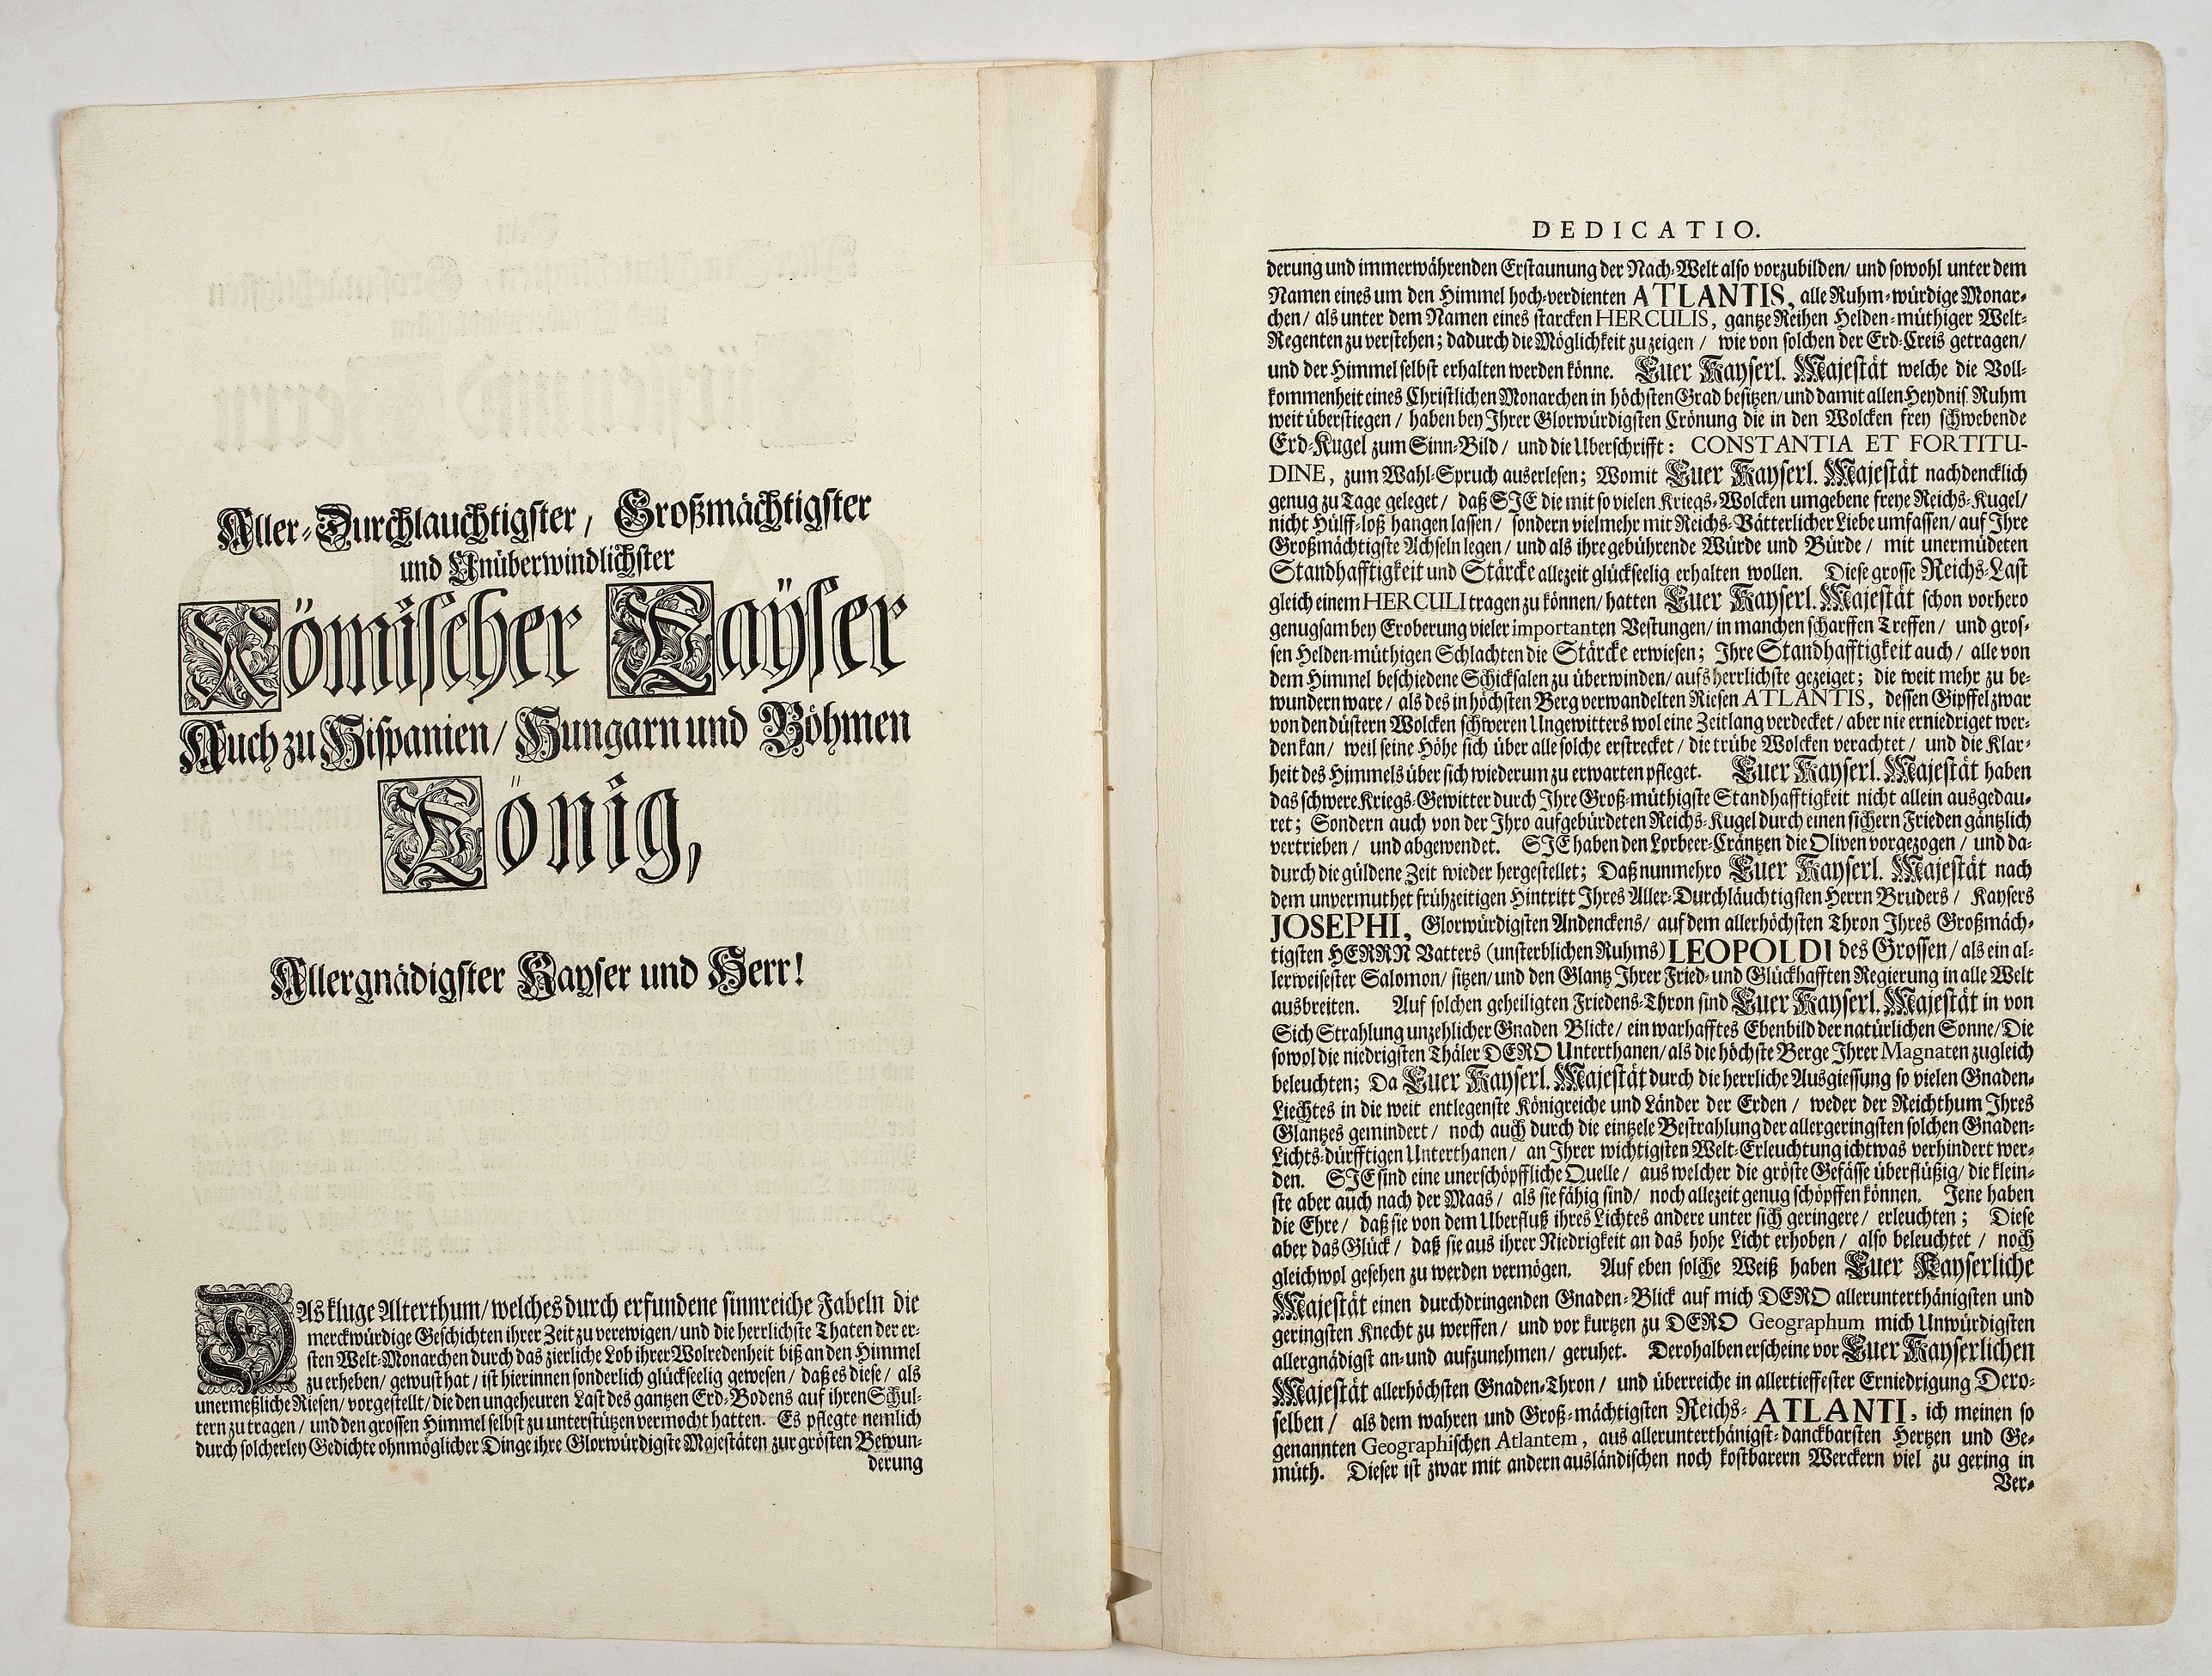 Aller-Durchlauchtigster, Großmächtigster
und Unüberwindlichster
Römischer Kayser
Auch zu Hispanien/ Hungarn und Böhmen
König,
Allergnädigster Kayser und Herr!
DAs kluge Alterthum/ welches durch erfundene sinnreiche Fabeln die
merckwürdige Geschichten ihrer Zeit zu verewigen/ und die herrlichste Thaten der er-
sten Welt-Monarchen durch das zierliche Lob ihrer Wolredenheit biß an den Himmel
zu erheben/ gewust hat/ ist hierinnen sonderlich glückseelig gewesen/ daß es diese/ als
unermeßliche Riesen/ vorgestellt/ die den ungeheuren Last des gantzen Erd-Bodens auf ihren Schul-
tern zu tragen/ und den grossen Himmel selbst zu unterstützen vermocht hatten. Es pflegte nemlich
durch solcherley Gedichte ohnmöglicher Dinge ihre Glorwürdigste Majestäten zur grösten Bewun-
derung
DEDICATIO.
derung und immerwährenden Erstaunung der Nach-Welt also vorzubilden/ und sowohl unter dem
Namen eines um den Himmel hoch-verdienten ATLANTIS, alle Ruhm-würdige Monar-
chen/ als unter dem Namen eines starcken HERCULIS, gantze Reihen Helden-müthiger Welt-
Regenten zu verstehen; dadurch die Möglichkeit zu zeigen/ wie von solchen der Erd-Creis getragen/
und der Himmel selbst erhalten werden könne. Euer Kayserl. Majestät welche die Voll-
kommenheit eines Christlichen Monarchen in höchsten Grad besitzen/ und damit allen Heydnis. Ruhm
weit überstiegen/ haben bey Ihrer Glorwürdigsten Crönung die in den Wolcken frey schwebende
Erd-Kugel zum Sinn-Bild/ und die Uberschrifft: CONSTANTIA ET FORTITU-
DINE, zum Wahl-Spruch auserlesen; Womit Euer Kayserl. Majestät nachdencklich
genug zu Tage geleget/ daß SIE die mit so vielen Kriegs-Wolcken umgebene freye Reichs-Kugel/
nicht Hülff-loß hangen lassen/ sondern vielmehr mit Reichs-Vätterlicher Liebe umfassen/ auf Ihre
Großmächtigste Achseln legen/ und als ihre gebührende Würde und Bürde/ mit unermüdeten
Standhafftigkeit und Stärcke allezeit glückseelig erhalten wollen. Diese grosse Reichs-Last
gleich einem HERCULI tragen zu können/ hatten Euer Kayserl. Majestät schon vorhero
genugsam bey Eroberung vieler importanten Vestungen/ in manchen scharffen Treffen/ und gros-
sen Helden-müthigen Schlachten die Stärcke erwiesen; Ihre Standhafftigkeit auch/ alle von
dem Himmel beschiedene Schicksalen zu überwinden/ aufs herrlichste gezeiget; die weit mehr zu be-
wundern ware/ als des in höchsten Berg verwandelten Riesen ATLANTIS, dessen Gipffel zwar
von den düstern Wolcken schweren Ungewitters wol eine Zeitlang verdecket/ aber nie erniedriget wer-
den kan/ weil seine Höhe sich über alle solche erstrecket/ die trübe Wolcken verachtet/ und die Klar-
heit des Himmels über sich wiederum zu erwarten pfleget. Euer Kayserl. Majestät haben
das schwere Kriegs-Gewitter durch Ihre Groß-müthigste Standhafftigkeit nicht allein ausgedau-
ret; Sondern auch von der Ihro aufgebürdeten Reichs-Kugel durch einen sichern Frieden gäntzlich
vertrieben/ und abgewendet. SIE haben den Lorbeer-Cräntzen die Oliven vorgezogen/ und da-
durch die güldene Zeit wieder hergestellet; Daß nunmehro Euer Kayserl. Majestät nach
dem unvermuthet frühzeitigen Hintritt Ihres Aller-Durchläuchtigsten Herrn Bruders/ Kaysers
JOSEPHI, Glorwürdigsten Andenckens/ auf dem allerhöchsten Thron Ihres Großmäch-
tigsten HERRN Vatters (unsterblichen Ruhms) LEOPOLDI des Grossen/ als ein al-
lerweisester Salomon/ sitzen/ und den Glantz Ihrer Fried- und Glückhafften Regierung in alle Welt
ausbreiten. Auf solchen geheiligten Friedens-Thron sind Euer Kayserl. Majestät in von
Sich Strahlung unzehlicher Gnaden Blicke/ ein warhafftes Ebenbild der natürlichen Sonne/ Die
sowol die niedrigsten Thäler DERO Unterthanen/ als die höchste Berge Ihrer Magnaten zugleich
beleuchten; Da Euer Kayserl. Majestät durch die herrliche Ausgiessung so vielen Gnaden-
Liechtes in die weit entlegenste Königreiche und Länder der Erden/ weder der Reichthum Ihres
Glantzes gemindert/ noch auch durch die eintzele Bestrahlung der allergeringsten solchen Gnaden-
Lichts-dürfftigen Unterthanen/ an Ihrer wichtigsten Welt-Erleuchtung ichtwas verhindert wer-
den. SIE sind eine unerschöpffliche Quelle/ aus welcher die gröste Gefässe überflüßig/ die klein-
ste aber auch nach der Maas/ als sie fähig sind/ noch allezeit genug schöpffen können. Jene haben
die Ehre/ daß sie von dem Uberfluß ihres Lichtes andere unter sich geringere/ erleuchten; Diese
aber das Glück/ daß sie aus ihrer Niedrigkeit an das hohe Licht erhoben/ also beleuchtet/ noch
gleichwol gesehen zu werden vermögen. Auf eben solche Weiß haben Euer Kayserliche
Majestät einen durchdringenden Gnaden-Blick auf mich DERO allerunterthänigsten und
geringsten Knecht zu werffen/ und vor kurtzen zu DERO Geographum mich Unwürdigsten
allergnädigst an- und aufzunehmen/ geruhet. Derohalben erscheine vor Euer Kayserlichen
Majestät allerhöchsten Gnaden-Thron/ und überreiche in allertieffester Erniedrigung Dero-
selben/ als dem wahren und Groß-mächtigsten Reichs-ATLANTI, ich meinen so
genannten Geographischen Atlantem, aus allerunterthänigst-danckbarsten Hertzen und Ge-
müth. Dieser ist zwar mit andern ausländischen noch kostbarern Werckern viel zu gering in
Ver-